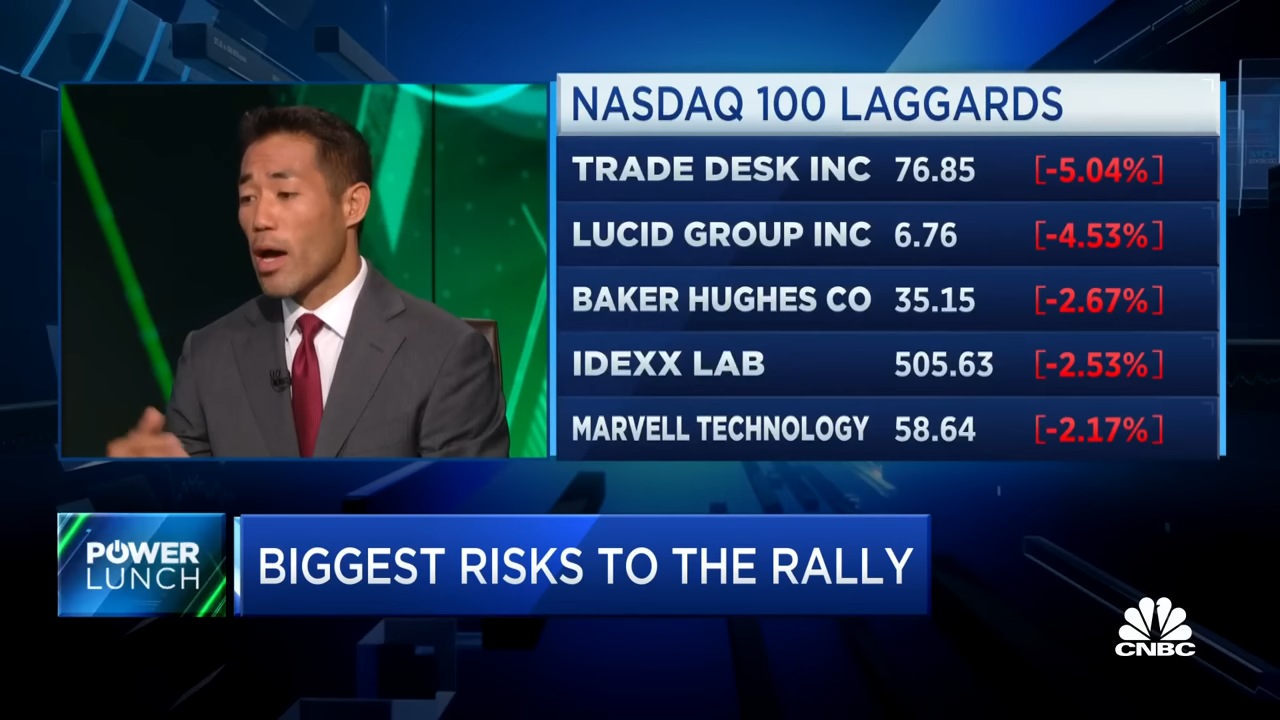 NASDAQ 100 LAGGARDS
TRADE DESK INC 76.85 [-5.04%]
LUCID GROUP INC 6.76 [-4.53%]
BAKER HUGHES CO 35.15 [-2.67%]
IDEXX LAB 505.63 [-2.53%]
MARVELL TECHNOLOGY 58.64 [-2.17%]
POWER
LUNCH
BIGGEST RISKS TO THE RALLY
CNBC